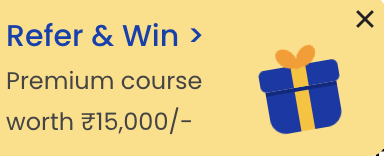 Refer & Win >
Premium course
worth ₹15,000/-